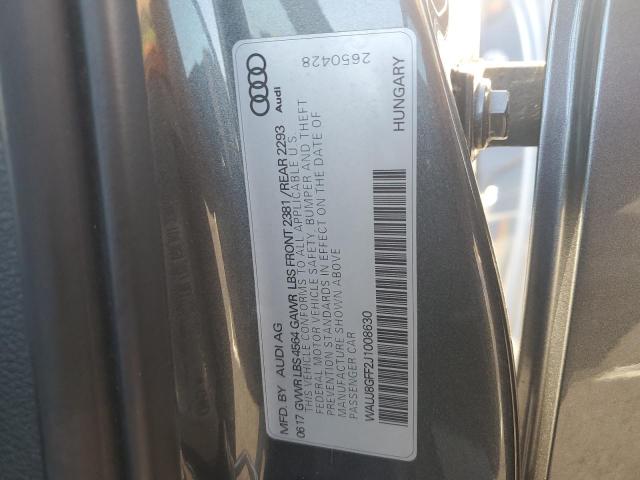 Audi
2650428
MFD. BY AUDI AG
0617 GVWR LBS 4564 GAWR LBS FRONT 2381 / REAR 2293
THIS VEHICLE CONFORMS TO ALL APPLICABLE U.S.
FEDERAL MOTOR VEHICLE SAFETY, BUMPER AND THEFT
PREVENTION STANDARDS IN EFFECT ON THE DATE OF
MANUFACTURE SHOWN ABOVE
PASSENGER CAR
WAUJ8GFF2J1008630
HUNGARY